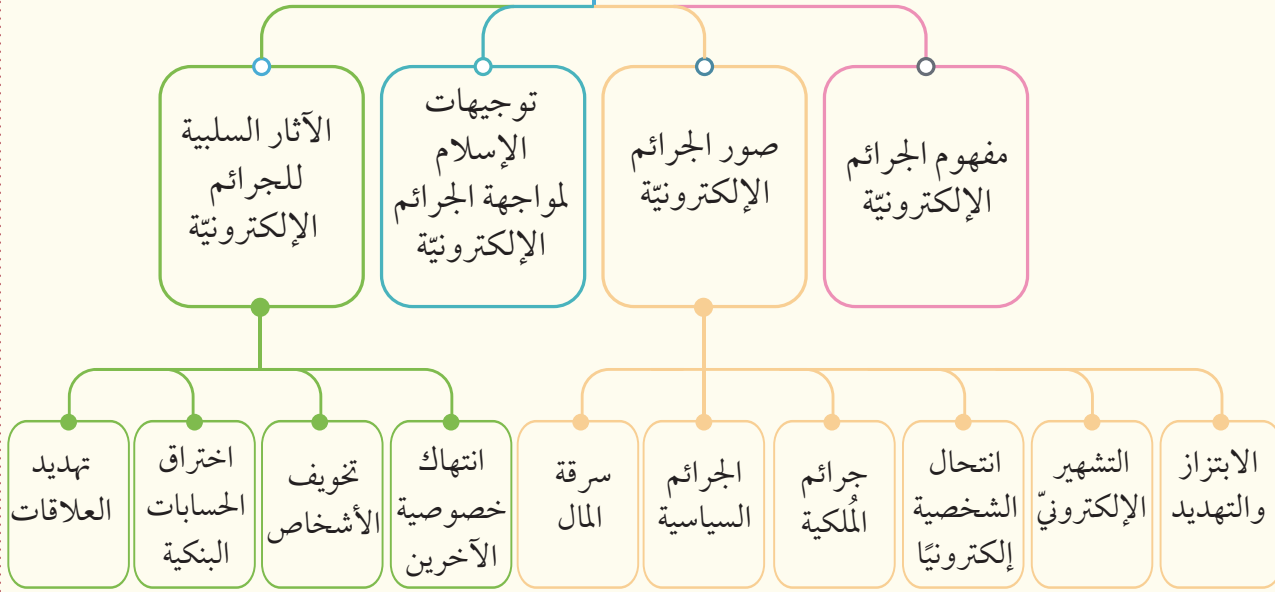 مفهوم الجرائم
الإلكترونيّة
صور الجرائم
الإلكترونيّة
توجيهات
الإسلام
لمواجهة الجرائم
الإلكترونيّة
الآثار السلبية
للجرائم
الإلكترونيّة
الابتزاز
والتهديد
التشهير
الإلكترونيّ
انتحال
الشخصية
إلكترونيًا
جرائم
المُلكية
الجرائم
السياسية
سرقة
المال
انتهاك
خصوصية
الآخرين
تخويف
الأشخاص
اختراق
الحسابات
البنكية
تهديد
العلاقات